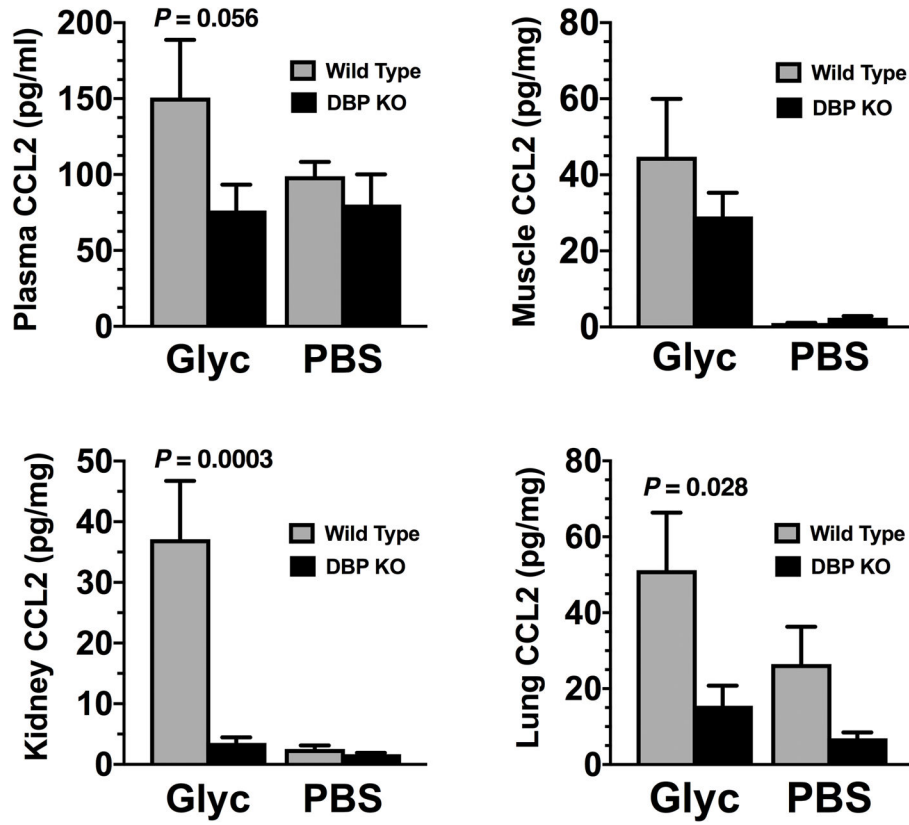 P = 0.056
Plasma CCL2 (pg/ml)
200
150
100
50
0
Wild Type
DBP KO
Glyc PBS
Muscle CCL2 (pg/mg)
80
60
40
20
0
Wild Type
DBP KO
Glyc PBS
P = 0.0003
Kidney CCL2 (pg/mg)
50
40
30
20
10
0
Wild Type
DBP KO
Glyc PBS
P = 0.028
Lung CCL2 (pg/mg)
80
60
40
20
0
Wild Type
DBP KO
Glyc PBS